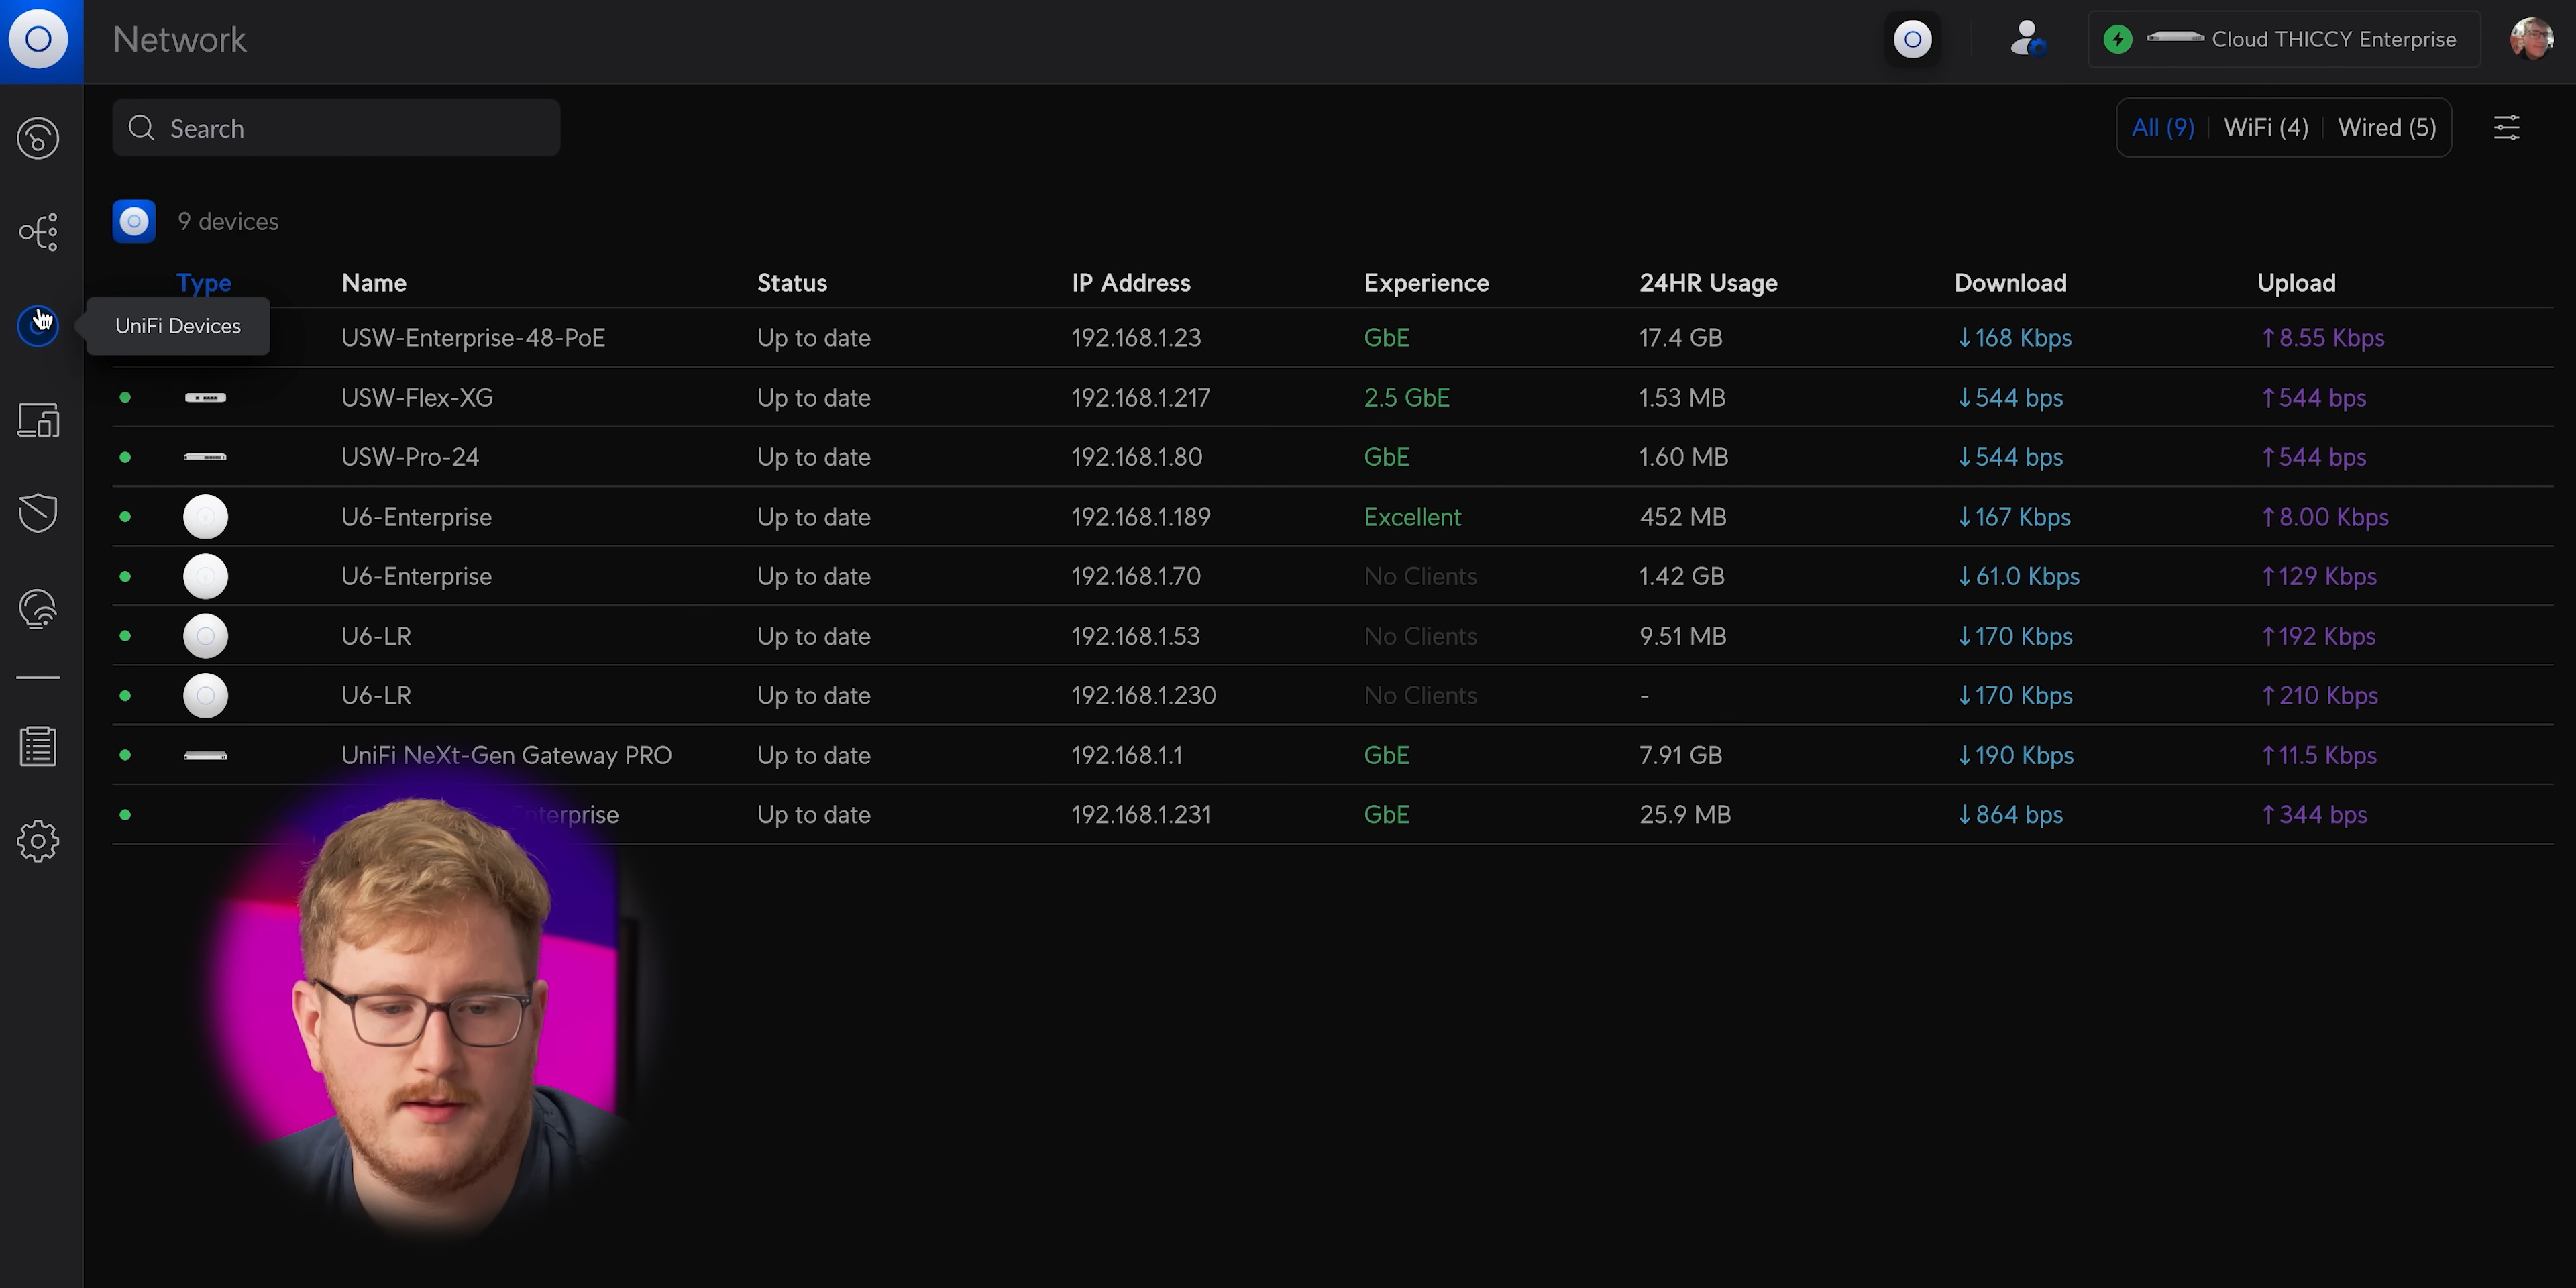 Network
Cloud THICCY Enterprise
Search
All (9) WiFi (4) Wired (5)
9 devices
Type Name Status IP Address Experience 24HR Usage Download Upload
UniFi Devices
USW-Enterprise-48-PoE Up to date 192.168.1.23 GbE 17.4 GB ↓168 Kbps ↑8.55 Kbps
USW-Flex-XG Up to date 192.168.1.217 2.5 GbE 1.53 MB ↓544 bps ↑544 bps
USW-Pro-24 Up to date 192.168.1.80 GbE 1.60 MB ↓544 bps ↑544 bps
U6-Enterprise Up to date 192.168.1.189 Excellent 452 MB ↓167 Kbps ↑8.00 Kbps
U6-Enterprise Up to date 192.168.1.70 No Clients 1.42 GB ↓61.0 Kbps ↑129 Kbps
U6-LR Up to date 192.168.1.53 No Clients 9.51 MB ↓170 Kbps ↑192 Kbps
U6-LR Up to date 192.168.1.230 No Clients - ↓170 Kbps ↑210 Kbps
UniFi NeXt-Gen Gateway PRO Up to date 192.168.1.1 GbE 7.91 GB ↓190 Kbps ↑11.5 Kbps
Enterprise Up to date 192.168.1.231 GbE 25.9 MB ↓864 bps ↑344 bps